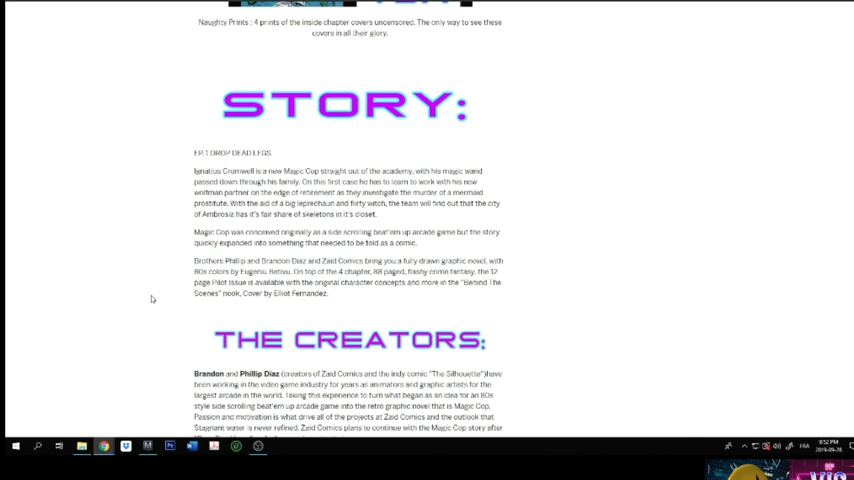 Naughty Prints : 4 prints of the inside chapter covers uncensored. The only way to see these
covers in all their glory.
STORY:
EP. 1 DROP DEAD LEGS
Ignatius Cromwell is a new Magic Cop straight out of the academy, with his magic wand
passed down through his family. On this first case he has to learn to work with his new
wolfman partner on the edge of retirement as they investigate the murder of a mermaid
prostitute. With the aid of a big leprechaun and flirty witch, the team will find out that the city
of Ambrosia has it's fair share of skeletons in it's closet.
Magic Cop was conceived originally as a side scrolling beat'em up arcade game but the story
quickly expanded into something that needed to be told as a comic.
Brothers Phillip and Brandon Diaz and Zaid Comics bring you a fully drawn graphic novel, with
80s colors by Eugeniu Betivu. On top of the 4 chapter, 88 paged, flashy crime fantasy, the 12
page Pilot Issue is available with the original character concepts and more in the "Behind The
Scenes" nook, Cover by Elliot Fernandez.
THE CREATORS:
Brandon and Phillip Diaz (creators of Zaid Comics and the indy comic "The Silhouette")have
been working in the video game industry for years as animators and graphic artists for the
largest arcade in the world. Taking this experience to turn what began as an idea for an 80s
style side scrolling beat'em up arcade game into the retro graphic novel that is Magic Cop.
Passion and motivation is what drive all of the projects at Zaid Comics and the outlook that
Stagnant water is never refined. Zaid Comics plans to continue with the Magic Cop story after
FRA
9:52 PM
2019-09-28